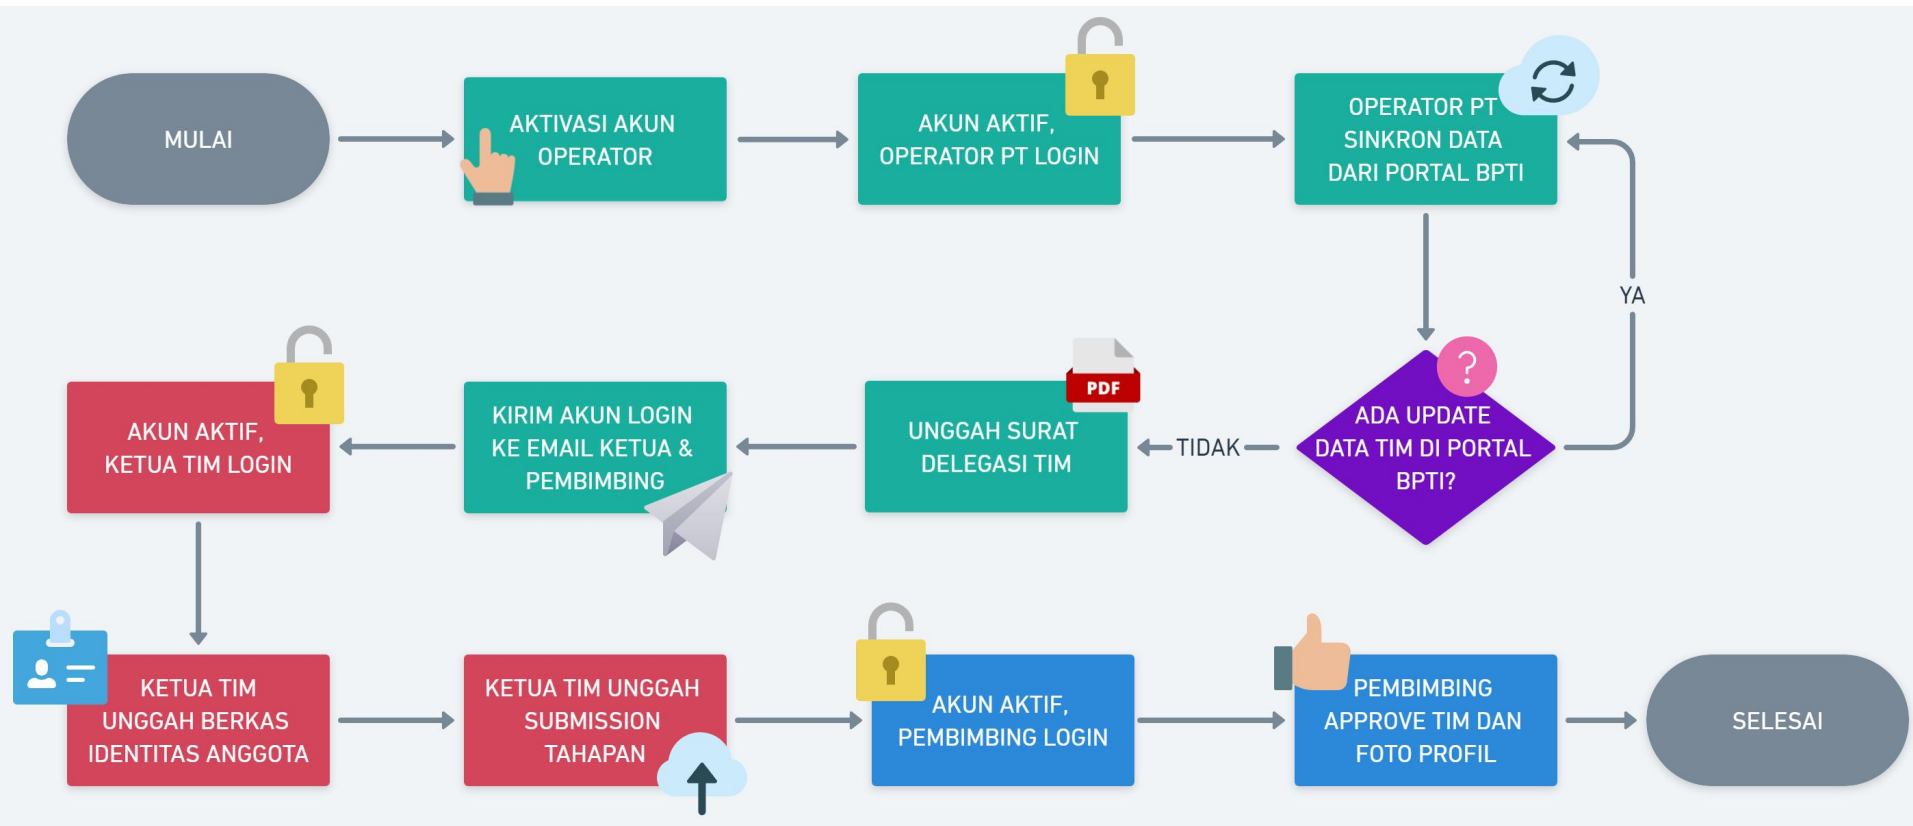 MULAI
AKTIVASI AKUN
OPERATOR
AKUN AKTIF,
OPERATOR PT LOGIN
OPERATOR PT
SINKRON DATA
DARI PORTAL BPTI
YA
ADA UPDATE
DATA TIM DI PORTAL
BPTI?
?
TIDAK
PDF
UNGGAH SURAT
DELEGASI TIM
KIRIM AKUN LOGIN
KE EMAIL KETUA &
PEMBIMBING
AKUN AKTIF,
KETUA TIM LOGIN
KETUA TIM
UNGGAH BERKAS
IDENTITAS ANGGOTA
KETUA TIM UNGGAH
SUBMISSION
TAHAPAN
AKUN AKTIF,
PEMBIMBING LOGIN
PEMBIMBING
APPROVE TIM DAN
FOTO PROFIL
SELESAI